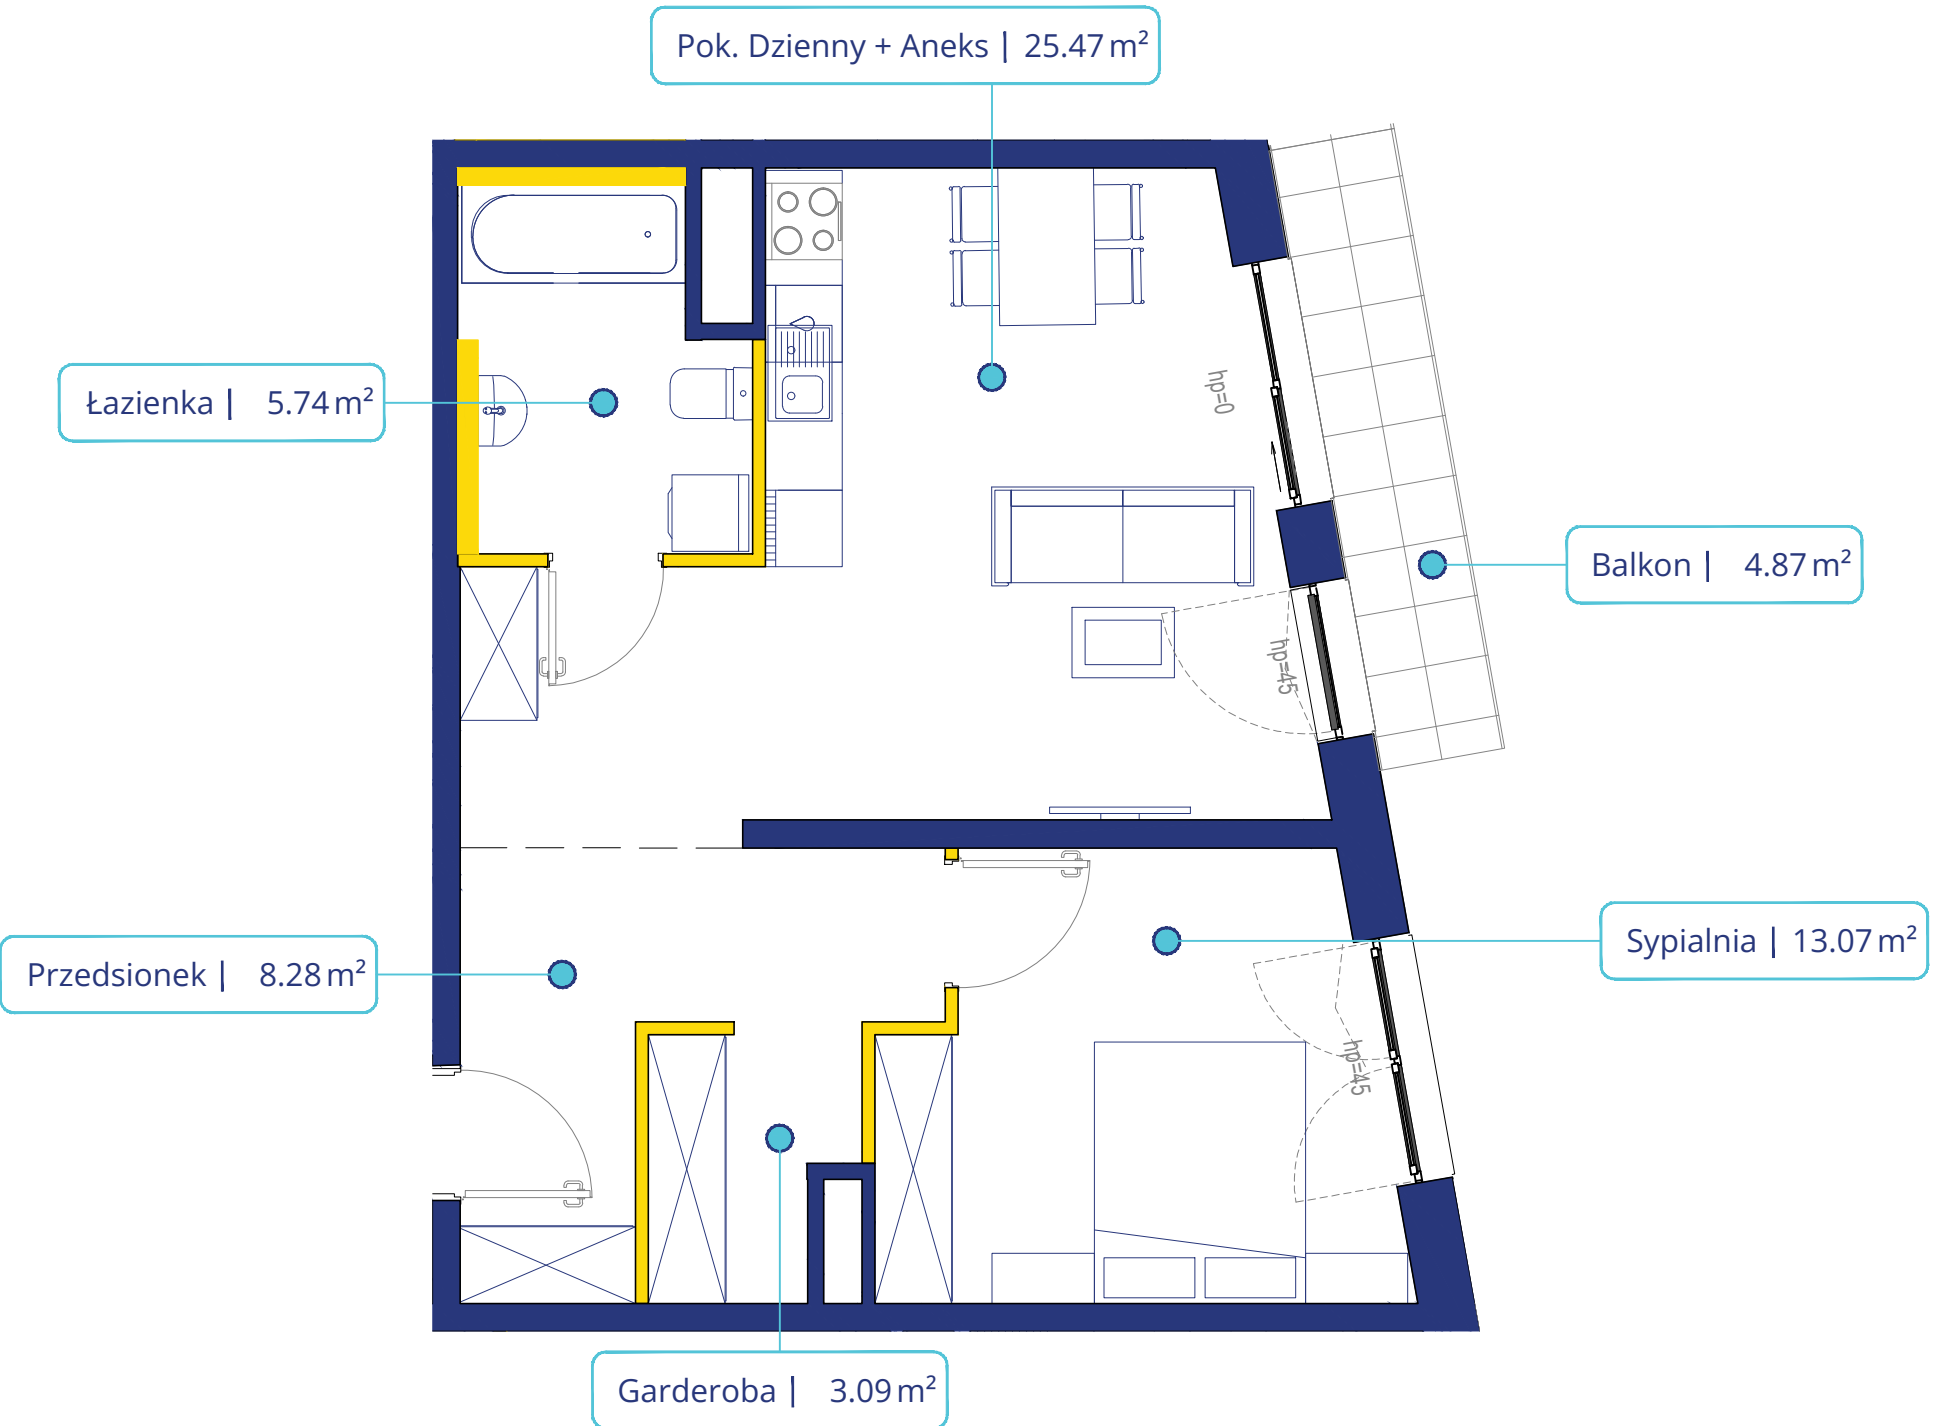 Pok. Dzienny + Aneks | 25.47 m²
hp=0
Łazienka | 5.74 m²
Balkon | 4.87 m²
hp=45
Sypialnia | 13.07 m²
Przedsionek | 8.28 m²
hp=45
Garderoba | 3.09 m²